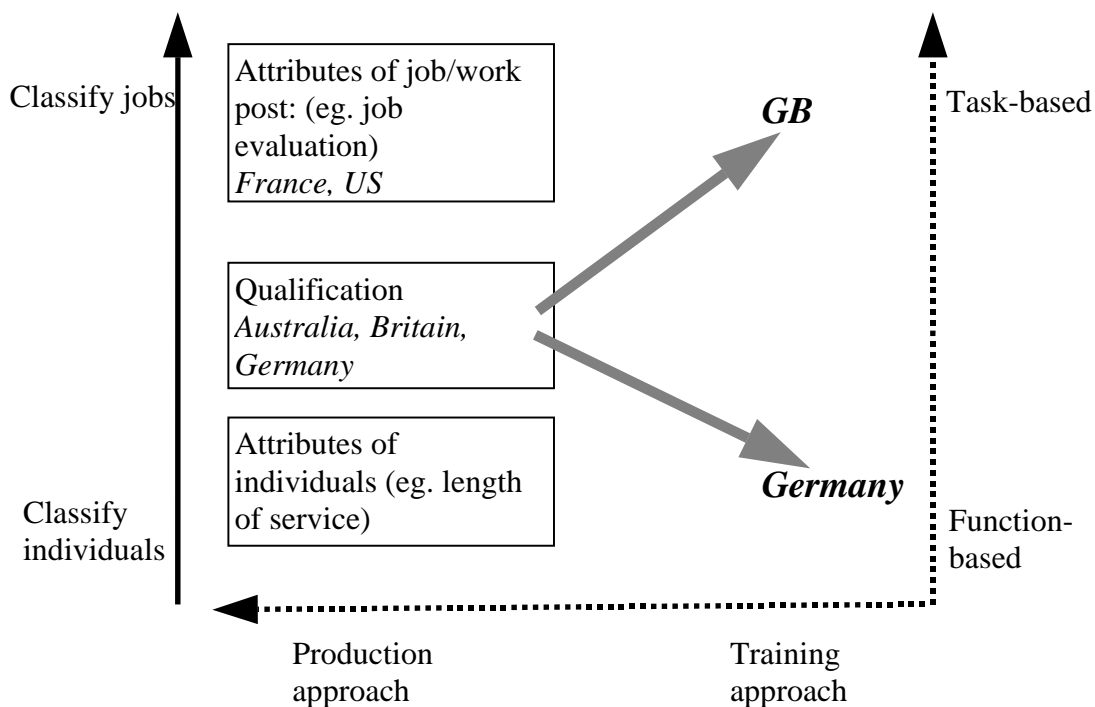 Classify jobs
Attributes of job/work
post: (eg. job
evaluation)
France, US
GB
Task-based
Qualification
Australia, Britain,
Germany
Attributes of
individuals (eg. length
of service)
Germany
Classify
individuals
Function-
based
Production
approach
Training
approach